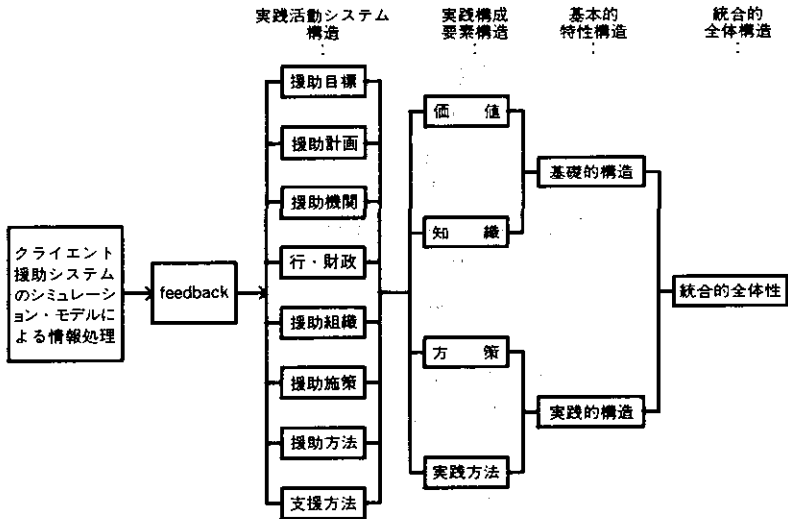 実践活動システム
構造
実践構成
要素構造
基本的
特性構造
統合的
全体構造
クライエント
援助システム
のシミュレーシ
ョン・モデルに
よる情報処理
feedback
援助目標
援助計画
援助機関
行・財政
援助組織
援助施策
援助方法
支援方法
価 値
知 織
方 策
実践方法
基礎的構造
実践的構造
統合的全体性